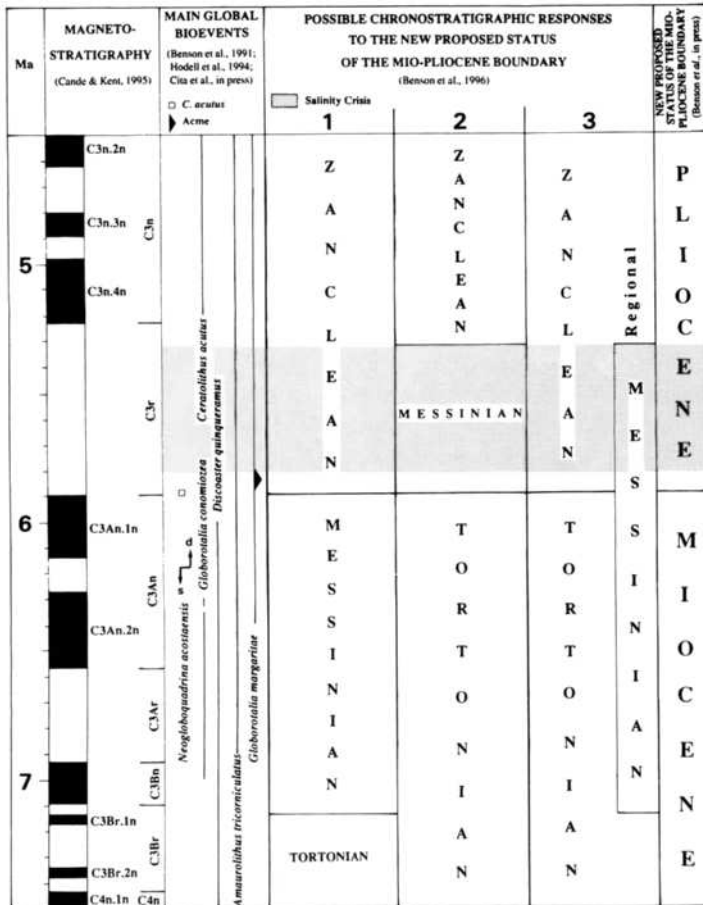 Ma
MAGNETO-
STRATIGRAPHY
(Cande & Kent, 1995)
MAIN GLOBAL
BIOEVENTS
(Benson et al., 1991;
Hodell et al., 1994;
Cita et al., in press)
□ C. acutus
Acme
POSSIBLE CHRONOSTRATIGRAPHIC RESPONSES
TO THE NEW PROPOSED STATUS
OF THE MIO-PLIOCENE BOUNDARY
(Benson et al., 1996)
Salinity Crisis
1
2
3
NEW PROPOSED
STATUS OF THE MIO-
PLIOCENE BOUNDARY
(Benson et al., in press)
5
6
7
C3n.2n
C3n.3n
C3n.4n
C3An.1n
C3An.2n
C3Br.1n
C3Br.2n
C4n.1n
C3n
C3r
C3An
C3Ar
C3Bn
C3Br
C4n
Neogloboquadrina acostaensis
s
d
Globorotalia conomiozea
Ceratolithus acutus
Discoaster quinqueramus
Amaurolithus tricorniculatus
Globorotalia margaritae
ZANCLEAN
MESSINIAN
TORTONIAN
ZANCLEAN
MESSINIAN
TORTONIAN
ZANCLEAN
TORTONIAN
Regional
MESSINIAN
PLIOCENE
MIOCENE